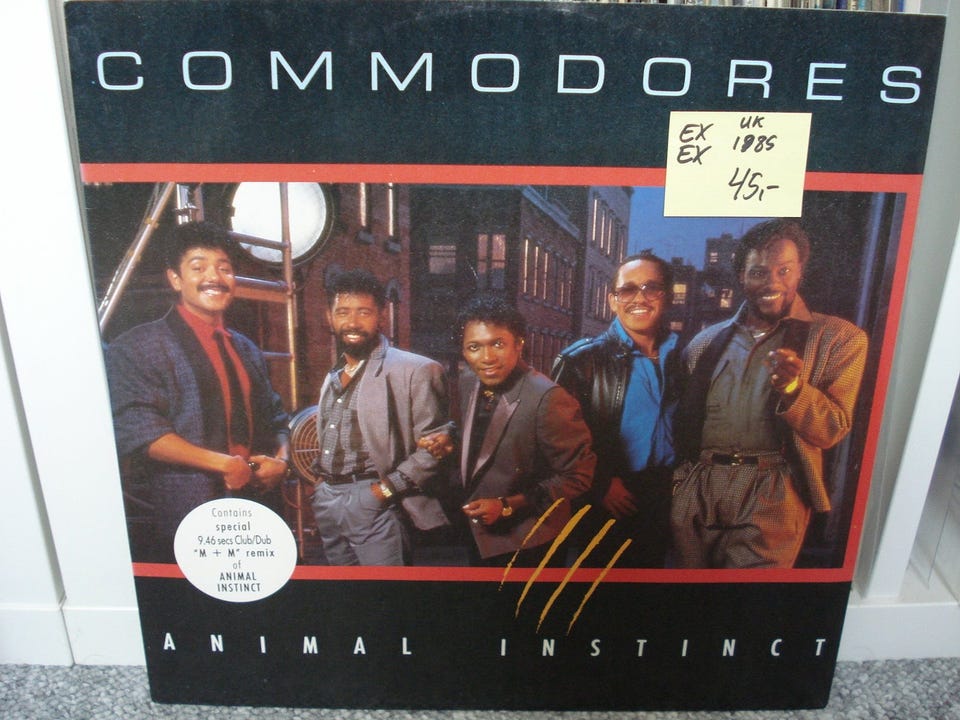 COMMODORES
EX UK
EX 1985
45,-
Contains
special
9.46 secs Club/Dub
"M + M" remix
of
ANIMAL
INSTINCT
ANIMAL INSTINCT